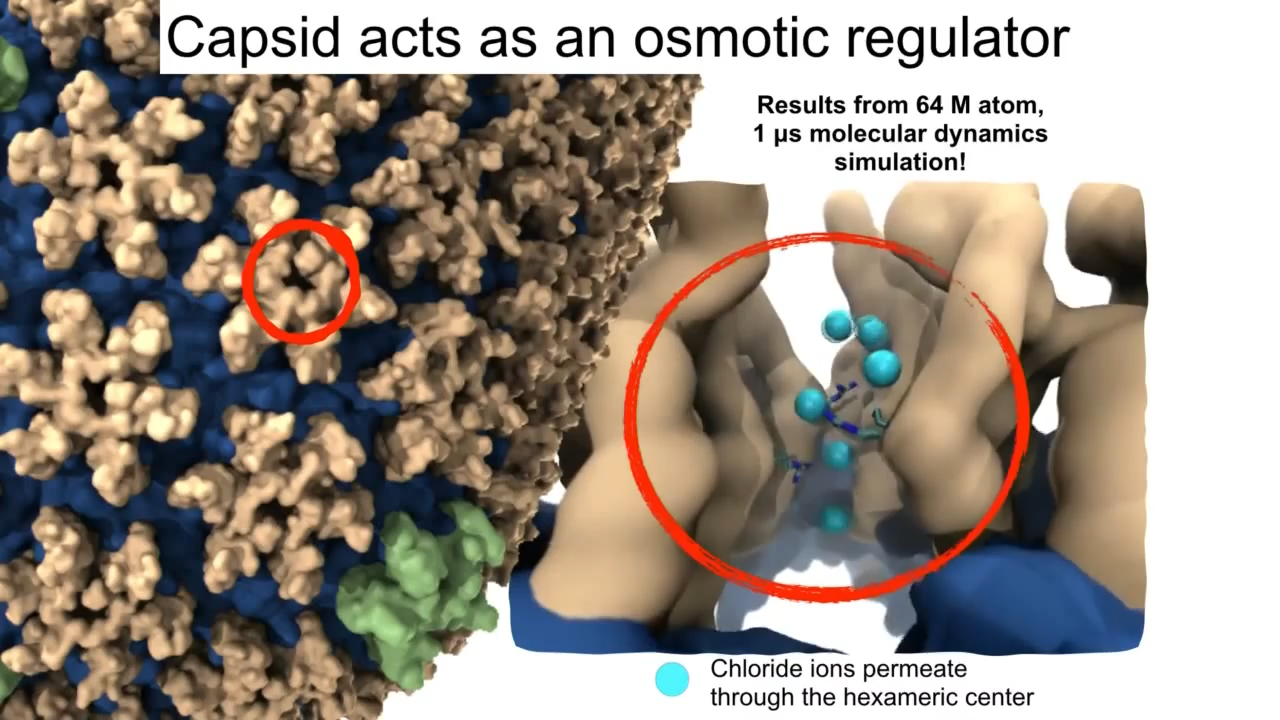 Capsid acts as an osmotic regulator
Results from 64 M atom,
1 µs molecular dynamics
simulation!
Chloride ions permeate
through the hexameric center